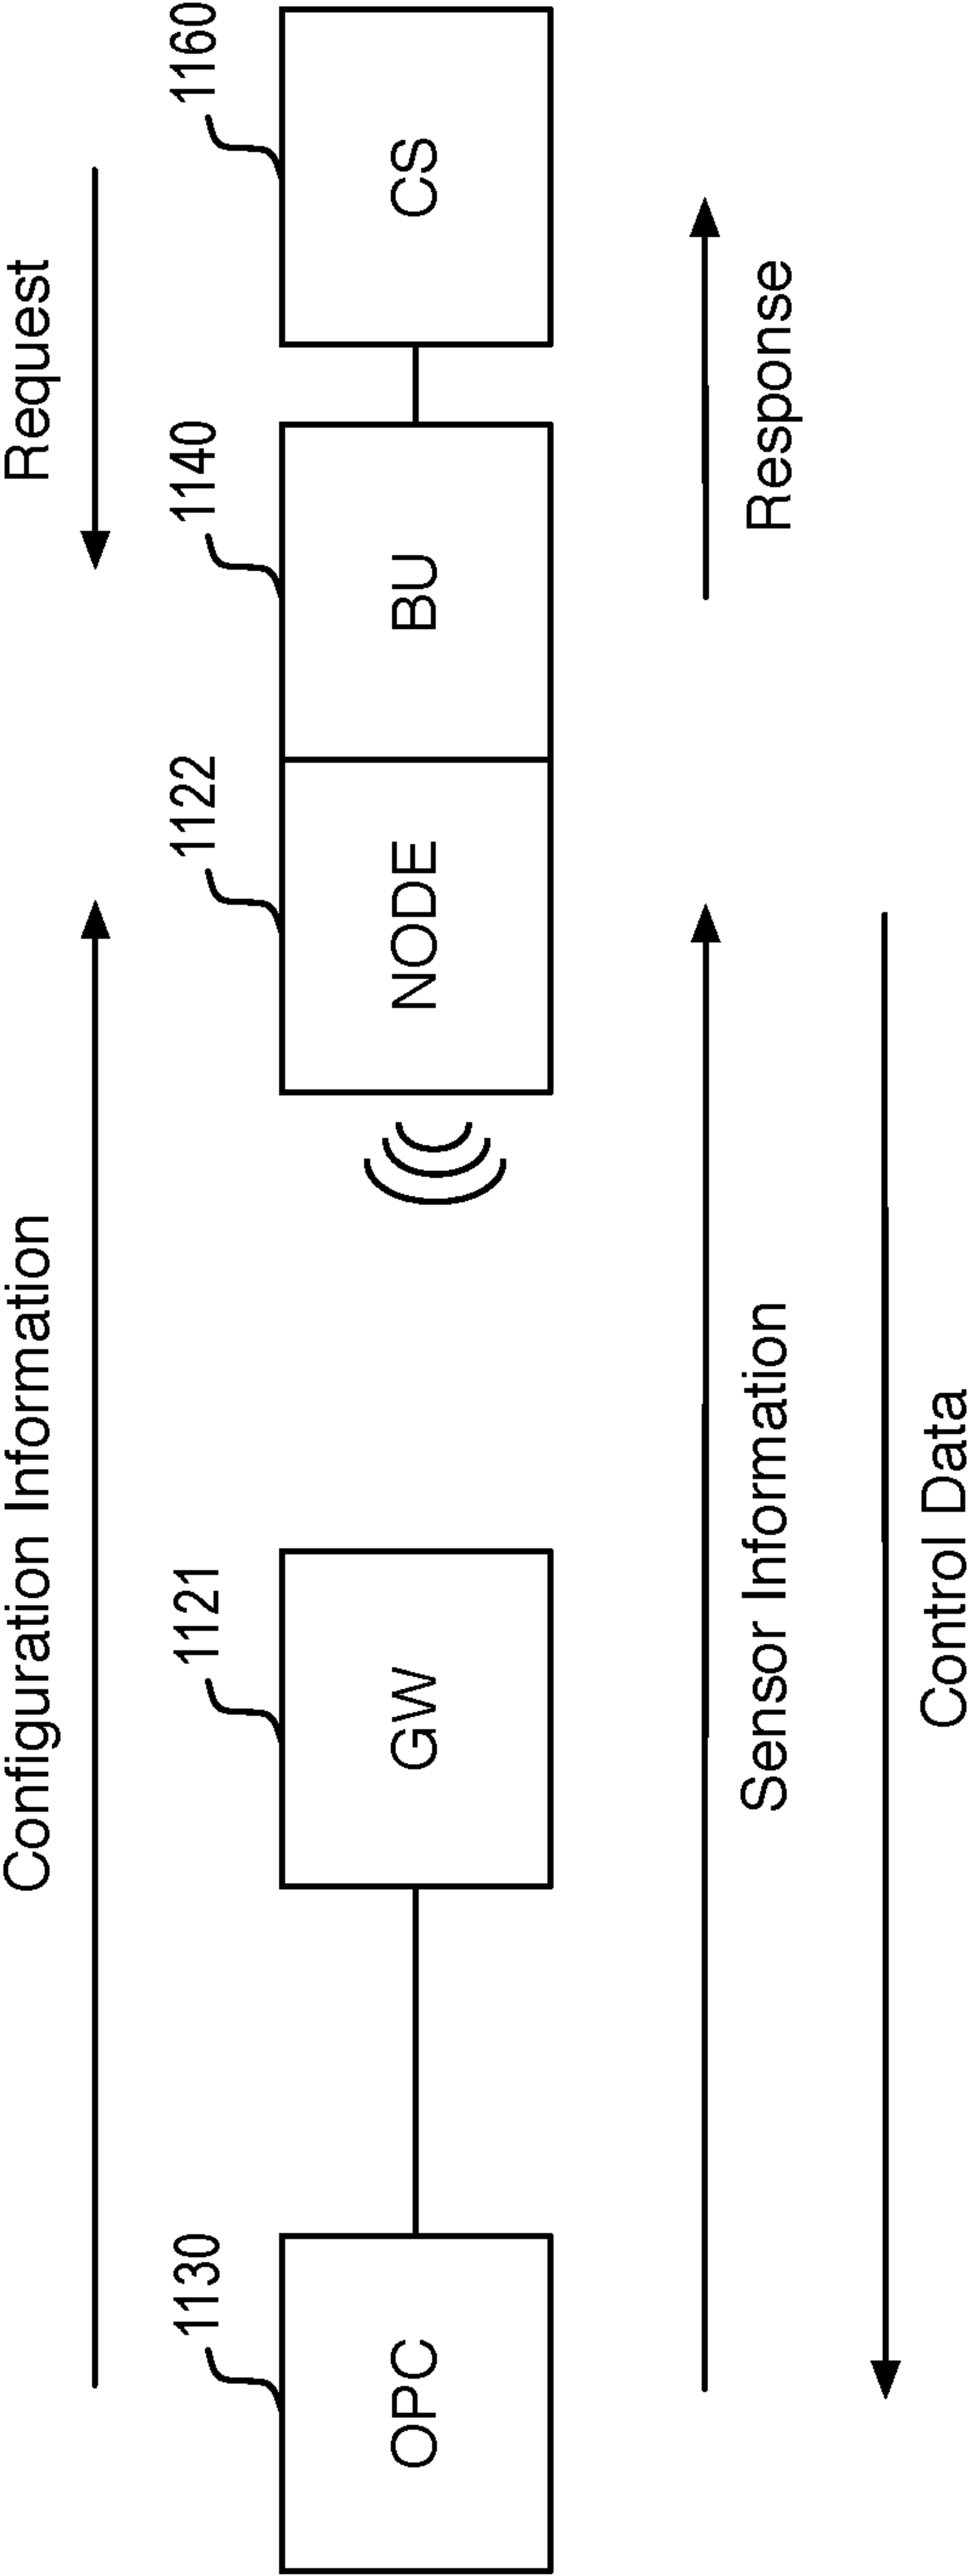 Configuration Information
Request
1130
1121
1122
1140
1160
OPC
GW
NODE
BU
CS
Sensor Information
Response
Control Data